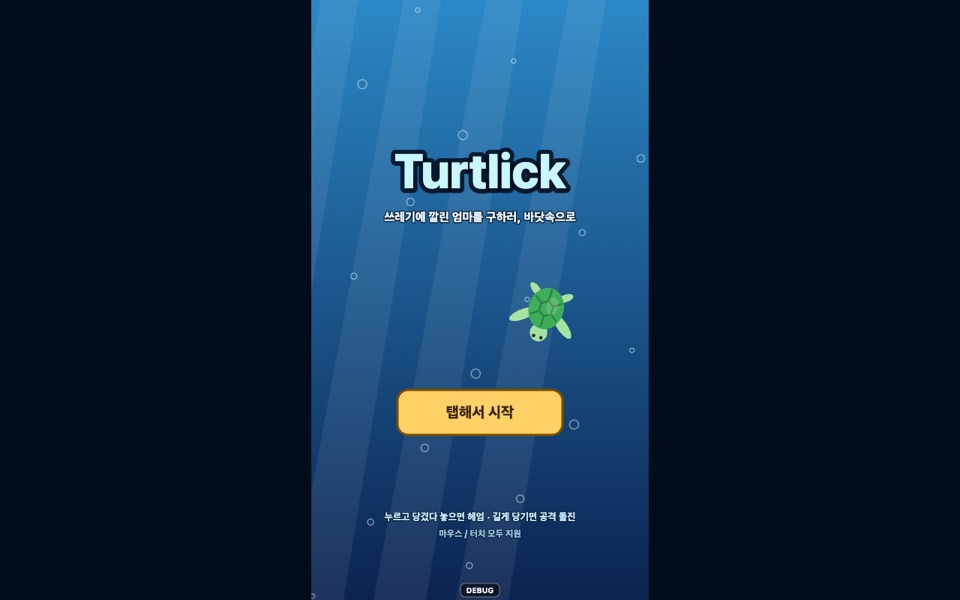 Turtlick
쓰레기에 깔린 엄마를 구하러, 바닷속으로
탭해서 시작
누르고 당겼다 놓으면 헤엄 · 길게 당기면 공격 돌진
마우스 / 터치 모두 지원
DEBUG